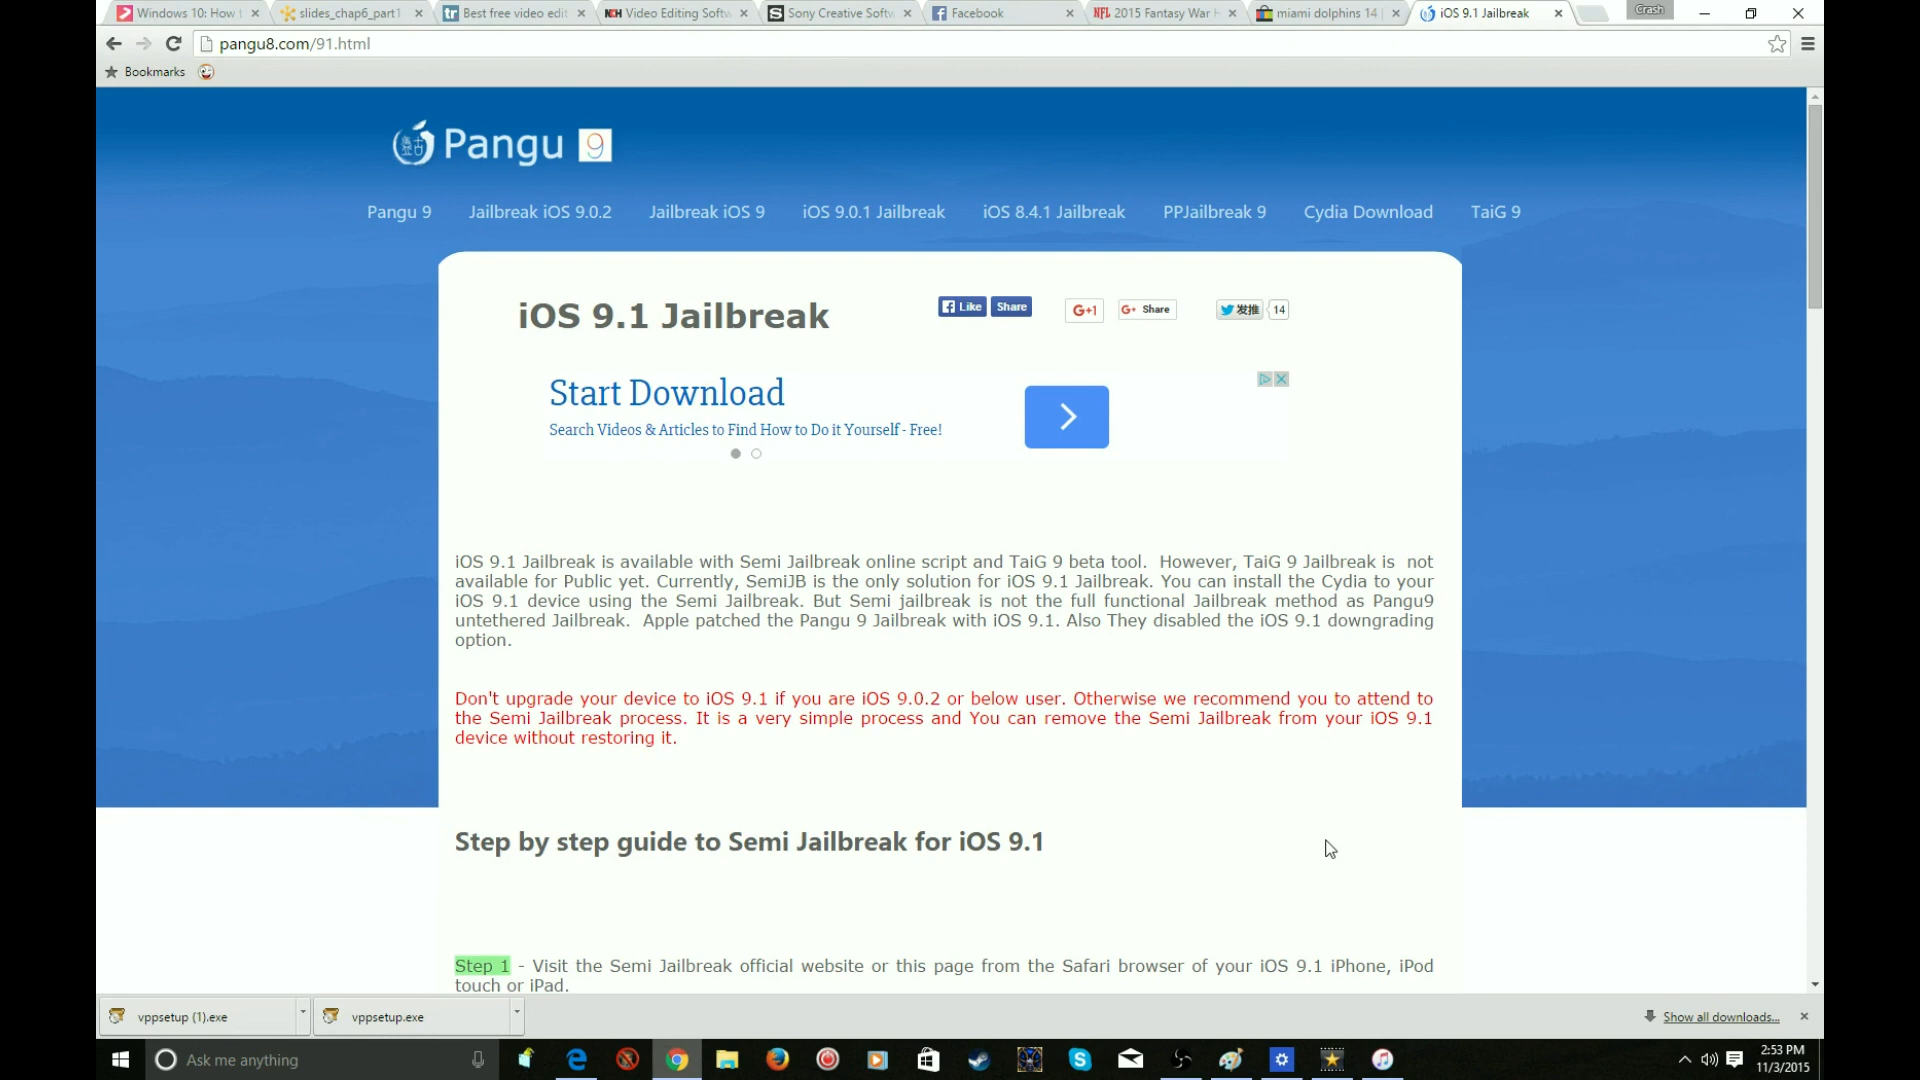 Windows 10: How t
slides_chap6_part1
Best free video edit
Video Editing Softw
Sony Creative Softw
Facebook
NFL 2015 Fantasy War H
miami dolphins 14 |
iOS 9.1 Jailbreak
Crash
pangu8.com/91.html
Bookmarks
Pangu 9
Pangu 9
Jailbreak iOS 9.0.2
Jailbreak iOS 9
iOS 9.0.1 Jailbreak
iOS 8.4.1 Jailbreak
PPJailbreak 9
Cydia Download
TaiG 9
iOS 9.1 Jailbreak
Like
Share
G+1
G+ Share
发推
14
Start Download
Search Videos & Articles to Find How to Do it Yourself - Free!
iOS 9.1 Jailbreak is available with Semi Jailbreak online script and TaiG 9 beta tool. However, TaiG 9 Jailbreak is not
available for Public yet. Currently, SemiJB is the only solution for iOS 9.1 Jailbreak. You can install the Cydia to your
iOS 9.1 device using the Semi Jailbreak. But Semi jailbreak is not the full functional Jailbreak method as Pangu9
untethered Jailbreak. Apple patched the Pangu 9 Jailbreak with iOS 9.1. Also They disabled the iOS 9.1 downgrading
option.
Don't upgrade your device to iOS 9.1 if you are iOS 9.0.2 or below user. Otherwise we recommend you to attend to
the Semi Jailbreak process. It is a very simple process and You can remove the Semi Jailbreak from your iOS 9.1
device without restoring it.
Step by step guide to Semi Jailbreak for iOS 9.1
Step 1 - Visit the Semi Jailbreak official website or this page from the Safari browser of your iOS 9.1 iPhone, iPod
touch or iPad.
vppsetup (1).exe
vppsetup.exe
Show all downloads...
Ask me anything
2:53 PM
11/3/2015